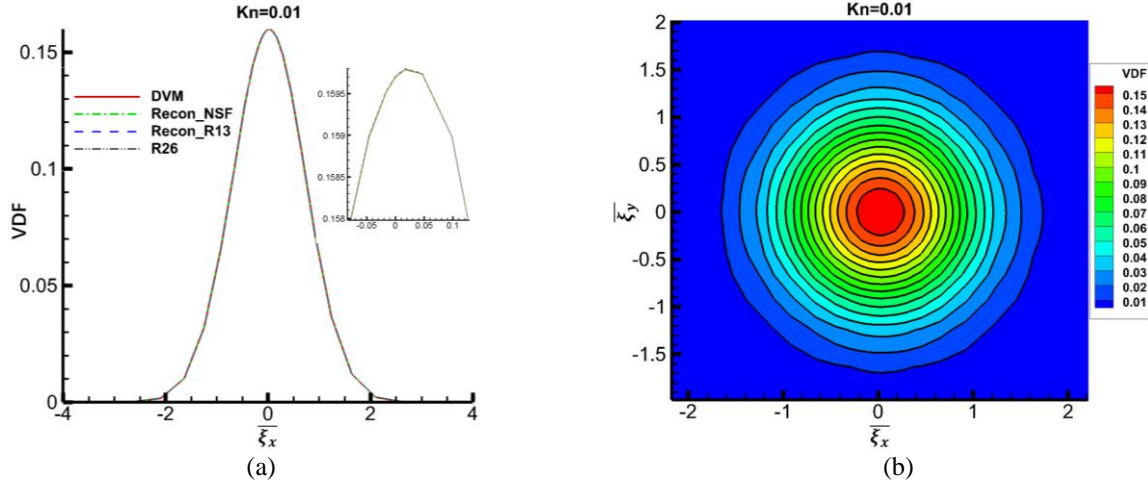 Kn=0.01
0.15
0.1
0.05
0
VDF
DVM
Recon_NSF
Recon_R13
R26
0.1595
0.159
0.1585
0.158
-0.05 0 0.05 0.1
-4 -2 0 2 4
ξx
(a)
Kn=0.01
2
1.5
1
0.5
0
-0.5
-1
-1.5
ξy
-2 -1 0 1 2
ξx
VDF
0.15
0.14
0.13
0.12
0.11
0.1
0.09
0.08
0.07
0.06
0.05
0.04
0.03
0.02
0.01
(b)